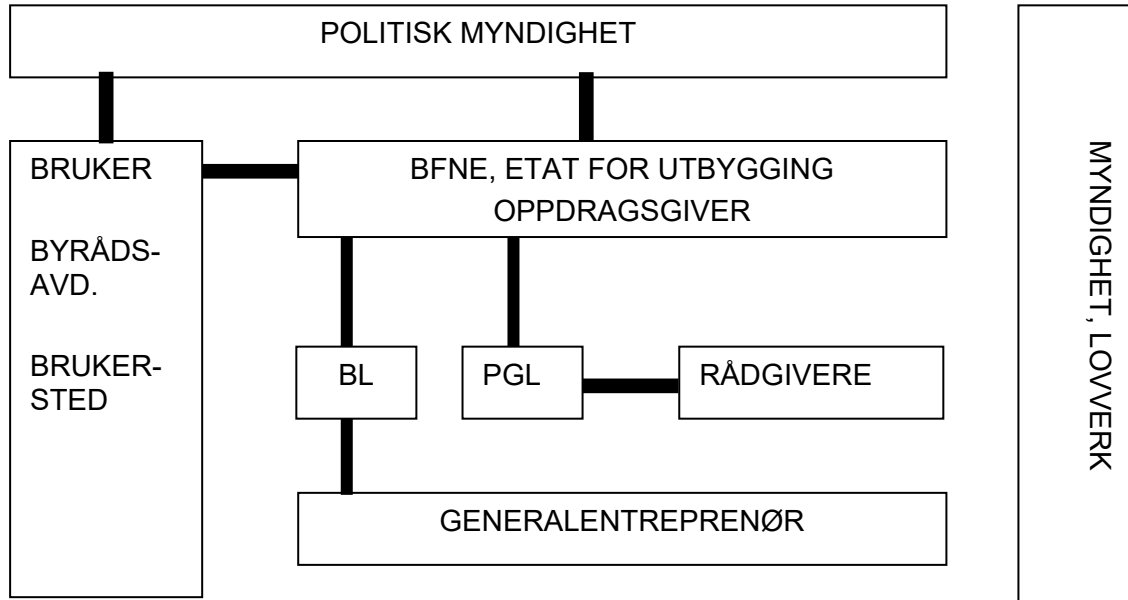 POLITISK MYNDIGHET
BRUKER
BYRÅDS-
AVD.
BRUKER-
STED
BFNE, ETAT FOR UTBYGGING
OPPDRAGSGIVER
BL
PGL
RÅDGIVERE
GENERALENTREPRENØR
MYNDIGHET, LOVVERK